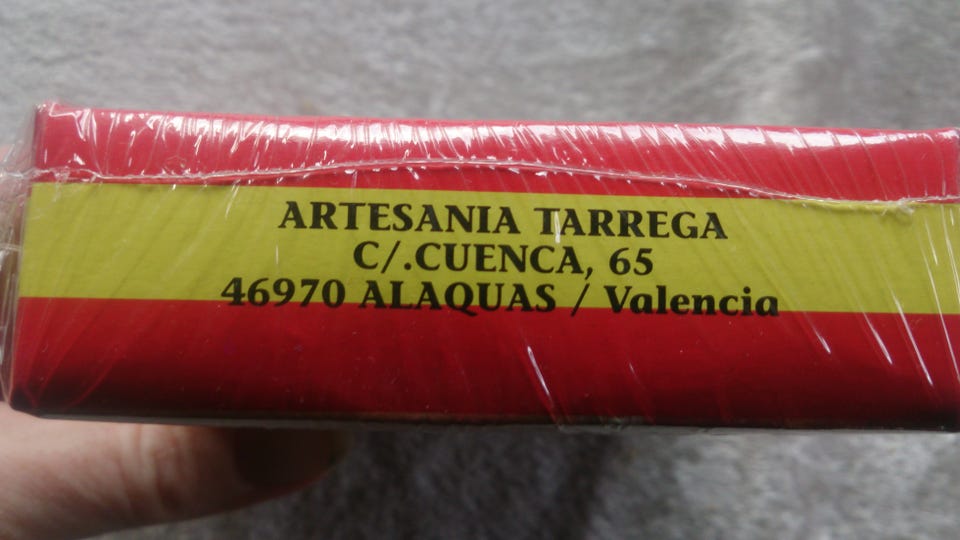 ARTESANIA TARREGA
C/.CUENCA, 65
46970 ALAQUAS / Valencia